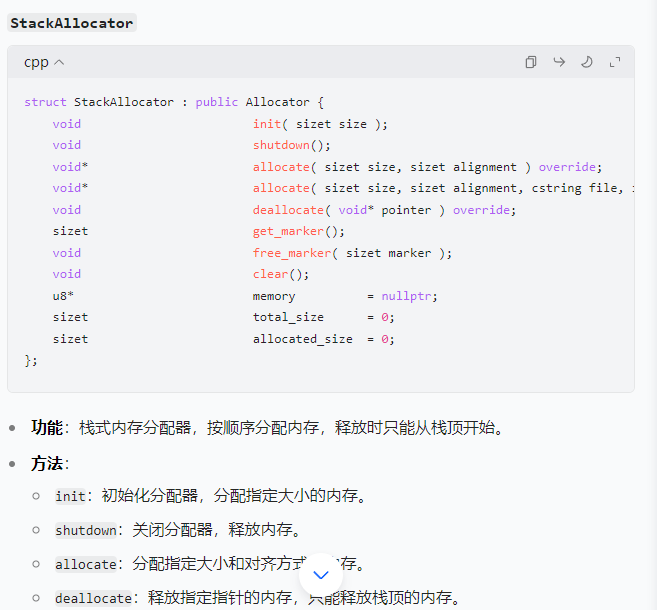 StackAllocator
cpp
struct StackAllocator : public Allocator {
void init( sizet size );
void shutdown();
void* allocate( sizet size, sizet alignment ) override;
void* allocate( sizet size, sizet alignment, cstring file,
void deallocate( void* pointer ) override;
sizet get_marker();
void free_marker( sizet marker );
void clear();
u8* memory = nullptr;
sizet total_size = 0;
sizet allocated_size = 0;
};
功能：栈式内存分配器，按顺序分配内存，释放时只能从栈顶开始。
方法：
init：初始化分配器，分配指定大小的内存。
shutdown：关闭分配器，释放内存。
allocate：分配指定大小和对齐方式 内存。
deallocate：释放指定指针的内存，只能释放栈顶的内存。